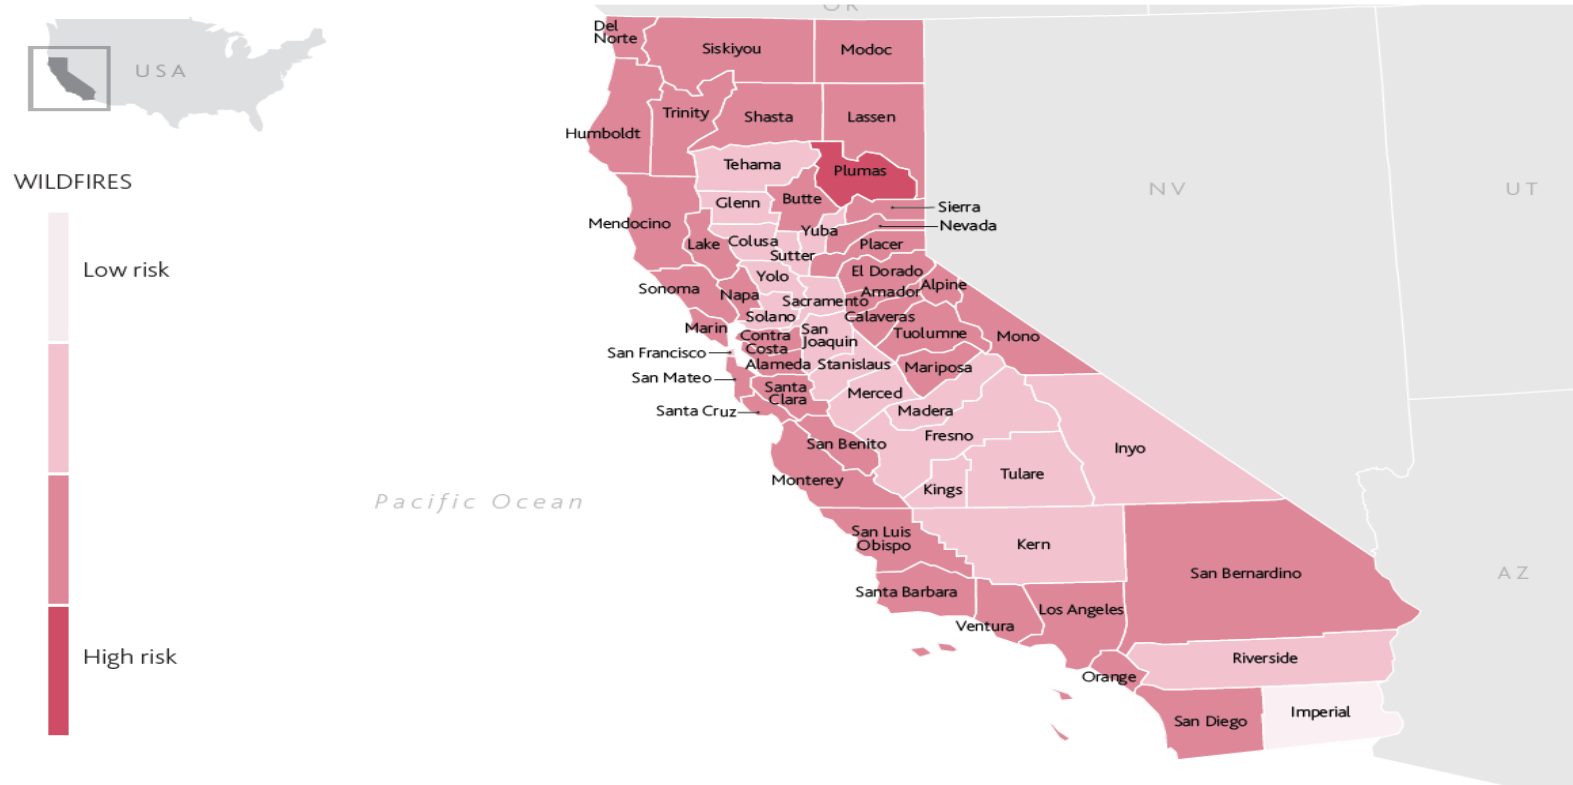 OR
USA
WILDFIRES
Low risk
High risk
Del
Norte
Siskiyou
Modoc
Humboldt
Trinity
Shasta
Lassen
Tehama
Plumas
NV
UT
Glenn
Butte
Sierra
Mendocino
Yuba
Nevada
Lake
Colusa
Placer
Sutter
Yolo
El Dorado
Sonoma
Napa
Amador
Alpine
Sacramento
Solano
Calaveras
Marin
Contra
Costa
San
Joaquin
Tuolumne
Mono
San Francisco
Alameda
Stanislaus
Mariposa
San Mateo
Santa
Clara
Merced
Santa Cruz
Madera
San Benito
Fresno
Inyo
Monterey
Kings
Tulare
Pacific Ocean
San Luis
Obispo
Kern
San Bernardino
AZ
Santa Barbara
Los Angeles
Ventura
Riverside
Orange
San Diego
Imperial